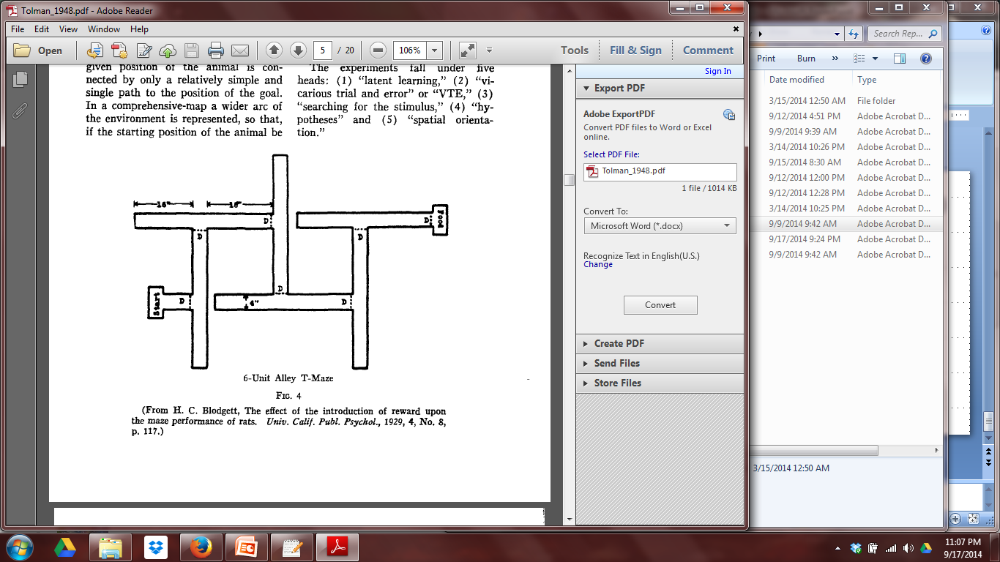 Tolman_1948.pdf - Adobe Reader
File Edit View Window Help
Open
5 / 20
106%
Tools
Fill & Sign
Comment
given position of the animal is con-
nected by only a relatively simple and
single path to the position of the goal.
In a comprehensive-map a wider arc of
the environment is represented, so that,
if the starting position of the animal be
The experiments fall under five
heads: (1) "latent learning," (2) "vi-
carious trial and error" or "VTE," (3)
"searching for the stimulus," (4) "hy-
potheses" and (5) "spatial orienta-
tion."
16"
D
D
D
Food
Start
D
D
4"
D
6-Unit Alley T-Maze
FIG. 4
(From H. C. Blodgett, The effect of the introduction of reward upon
the maze performance of rats. Univ. Calif. Publ. Psychol., 1929, 4, No. 8,
p. 117.)
Sign In
Export PDF
Adobe ExportPDF
Convert PDF files to Word or Excel
online.
Select PDF File:
Tolman_1948.pdf
1 file / 1014 KB
Convert To:
Microsoft Word (*.docx)
Recognize Text in English(U.S.)
Change
Convert
Create PDF
Send Files
Store Files
Search Rep...
Print Burn »
Date modified Type
3/15/2014 12:50 AM File folder
9/12/2014 4:51 PM Adobe Acrobat D...
9/9/2014 9:39 AM Adobe Acrobat D...
3/14/2014 10:26 PM Adobe Acrobat D...
9/15/2014 8:30 AM Adobe Acrobat D...
9/12/2014 12:00 PM Adobe Acrobat D...
9/12/2014 12:28 PM Adobe Acrobat D...
3/14/2014 10:25 PM Adobe Acrobat D...
9/9/2014 9:42 AM Adobe Acrobat D...
9/17/2014 9:24 PM Adobe Acrobat D...
9/9/2014 9:42 AM Adobe Acrobat D...
3/15/2014 12:50 AM
11:07 PM
9/17/2014